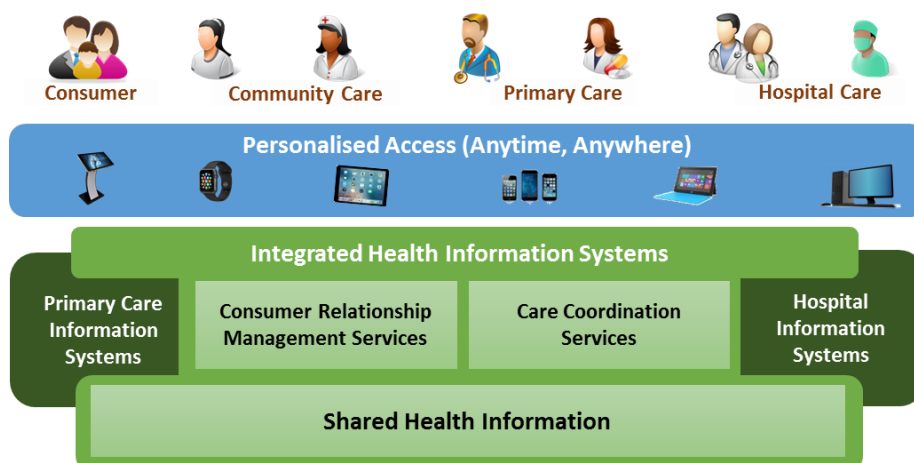 Consumer
Community Care
Primary Care
Hospital Care
Personalised Access (Anytime, Anywhere)
Integrated Health Information Systems
Primary Care
Information
Systems
Consumer Relationship
Management Services
Care Coordination
Services
Hospital
Information
Systems
Shared Health Information